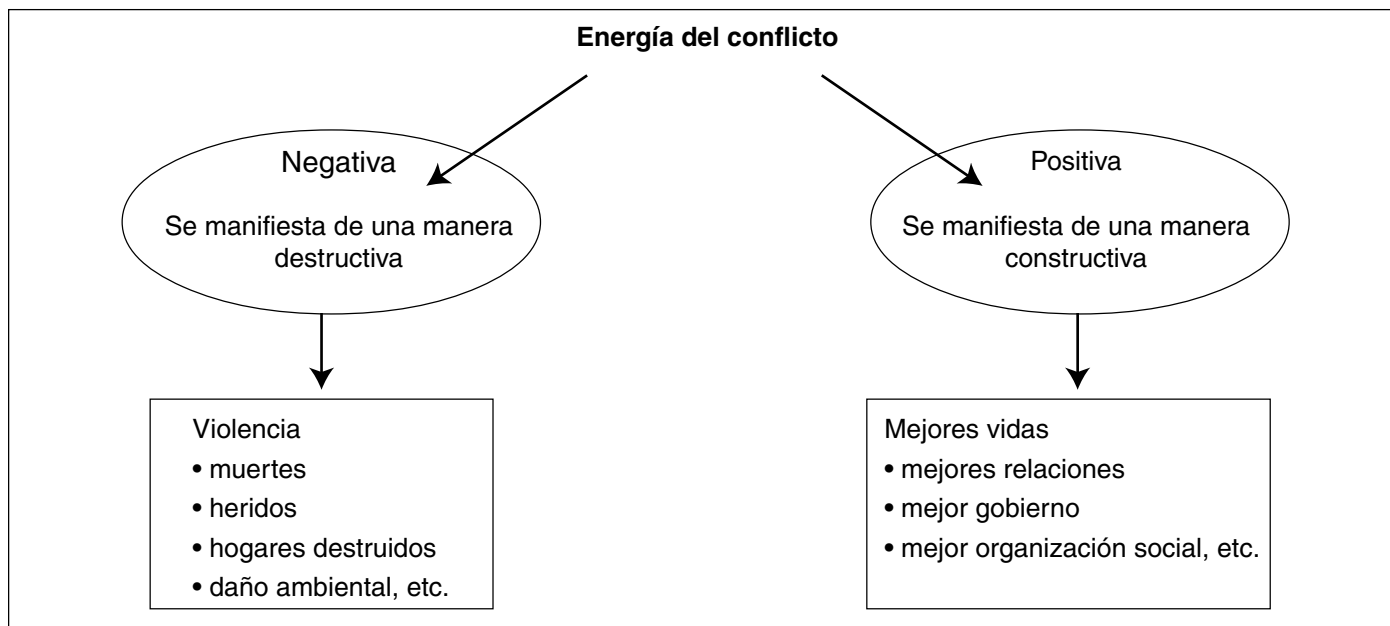 Energía del conflicto
Negativa
Se manifiesta de una manera
destructiva
Positiva
Se manifiesta de una manera
constructiva
Violencia
• muertes
• heridos
• hogares destruidos
• daño ambiental, etc.
Mejores vidas
• mejores relaciones
• mejor gobierno
• mejor organización social, etc.